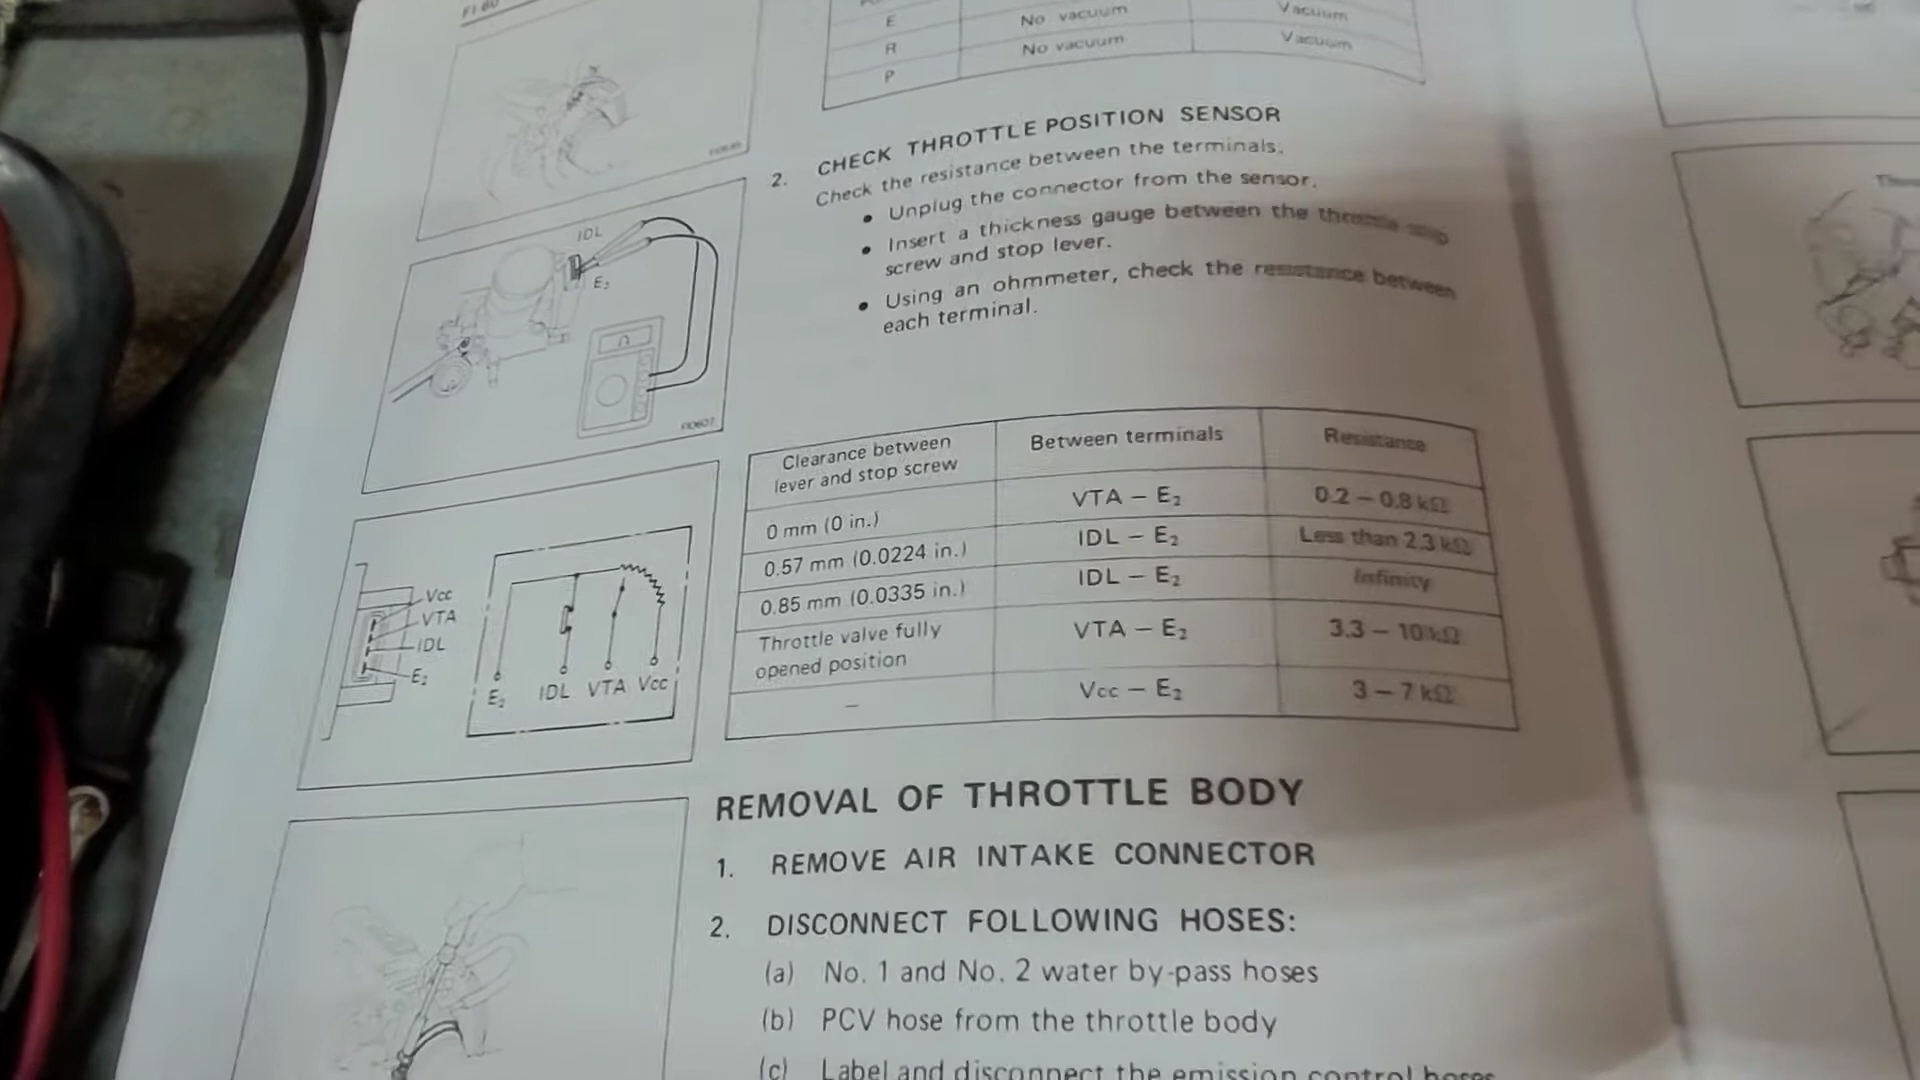 FI-60
E No vacuum Vacuum
R No vacuum Vacuum
P
2. CHECK THROTTLE POSITION SENSOR
Check the resistance between the terminals.
• Unplug the connector from the sensor.
• Insert a thickness gauge between the throttle stop
screw and stop lever.
• Using an ohmmeter, check the resistance between
each terminal.
IDL
E₂
Ω
FI0607
Clearance between
lever and stop screw
Between terminals
Resistance
0 mm (0 in.) VTA – E₂ 0.2 – 0.8 kΩ
0.57 mm (0.0224 in.) IDL – E₂ Less than 2.3 kΩ
0.85 mm (0.0335 in.) IDL – E₂ Infinity
Throttle valve fully
opened position
VTA – E₂ 3.3 – 10 kΩ
– Vcc – E₂ 3 – 7 kΩ
Vcc
VTA
IDL
E₂
E₂ IDL VTA Vcc
REMOVAL OF THROTTLE BODY
1. REMOVE AIR INTAKE CONNECTOR
2. DISCONNECT FOLLOWING HOSES:
(a) No. 1 and No. 2 water by-pass hoses
(b) PCV hose from the throttle body
(c) Label and disconnect the emission control hoses